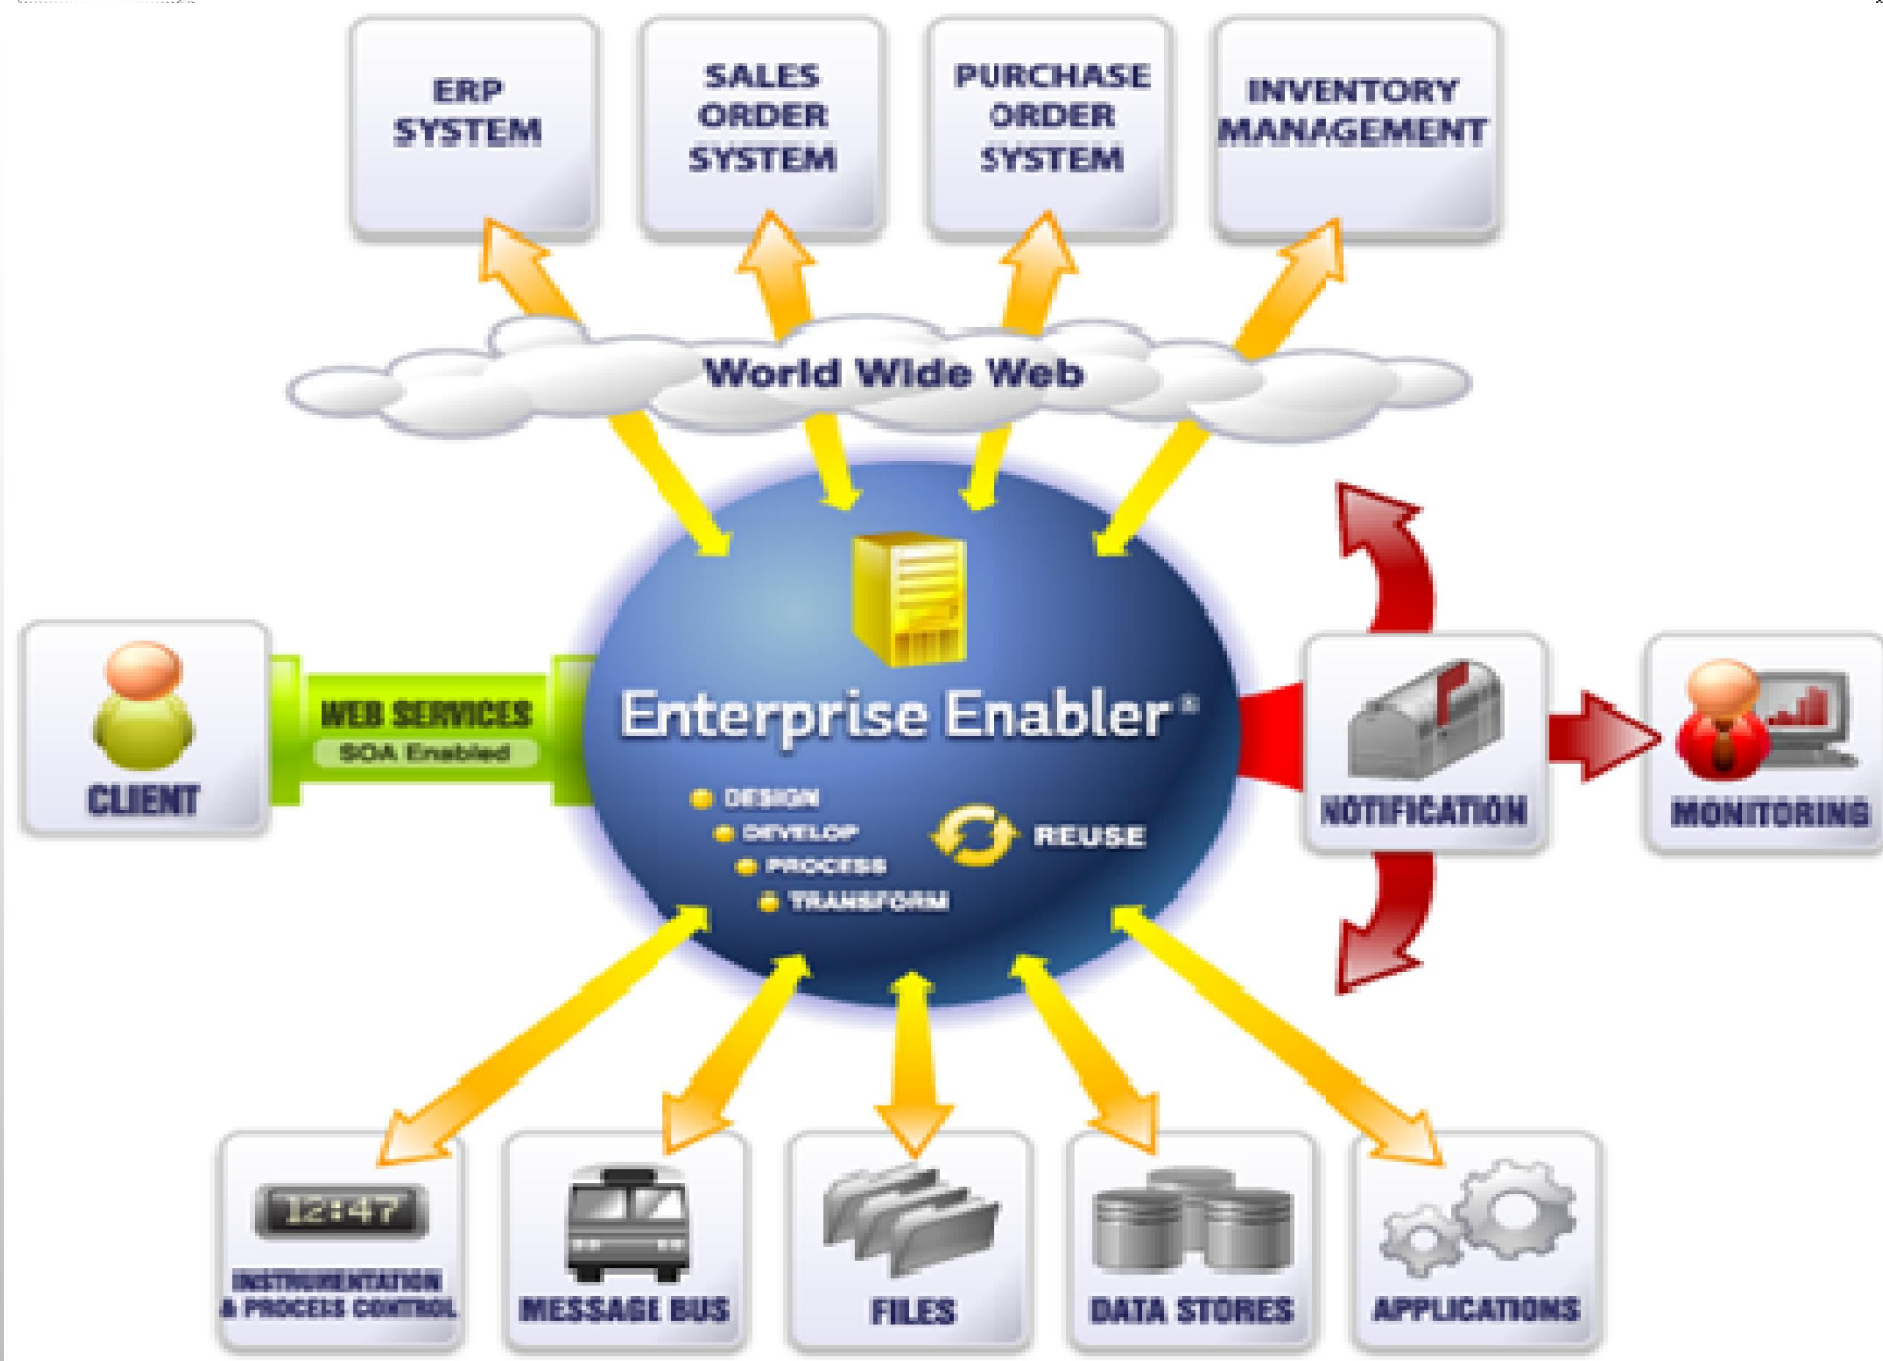 ERP
SYSTEM
SALES
ORDER
SYSTEM
PURCHASE
ORDER
SYSTEM
INVENTORY
MANAGEMENT
World Wide Web
CLIENT
WEB SERVICES
SOA Enabled
Enterprise Enabler®
DESIGN
DEVELOP
PROCESS
TRANSFORM
REUSE
NOTIFICATION
MONITORING
12:47
INSTRUMENTATION
& PROCESS CONTROL
MESSAGE BUS
FILES
DATA STORES
APPLICATIONS